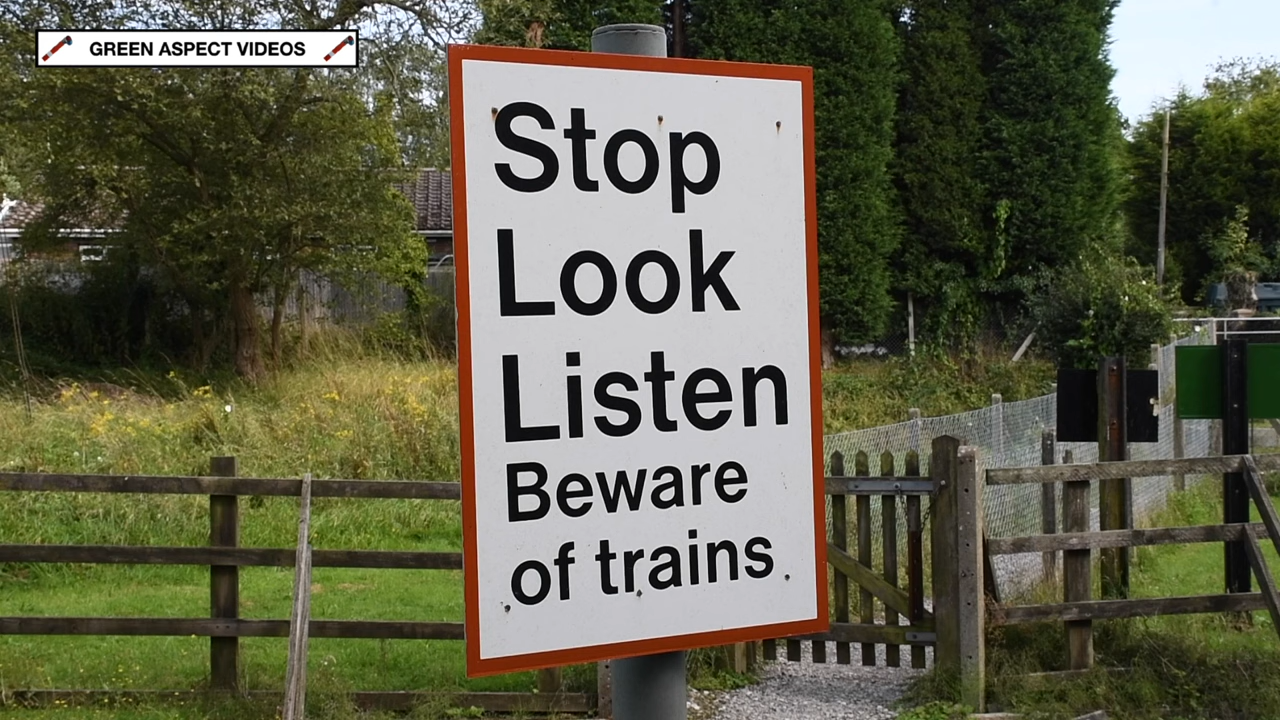 GREEN ASPECT VIDEOS
Stop
Look
Listen
Beware
of trains